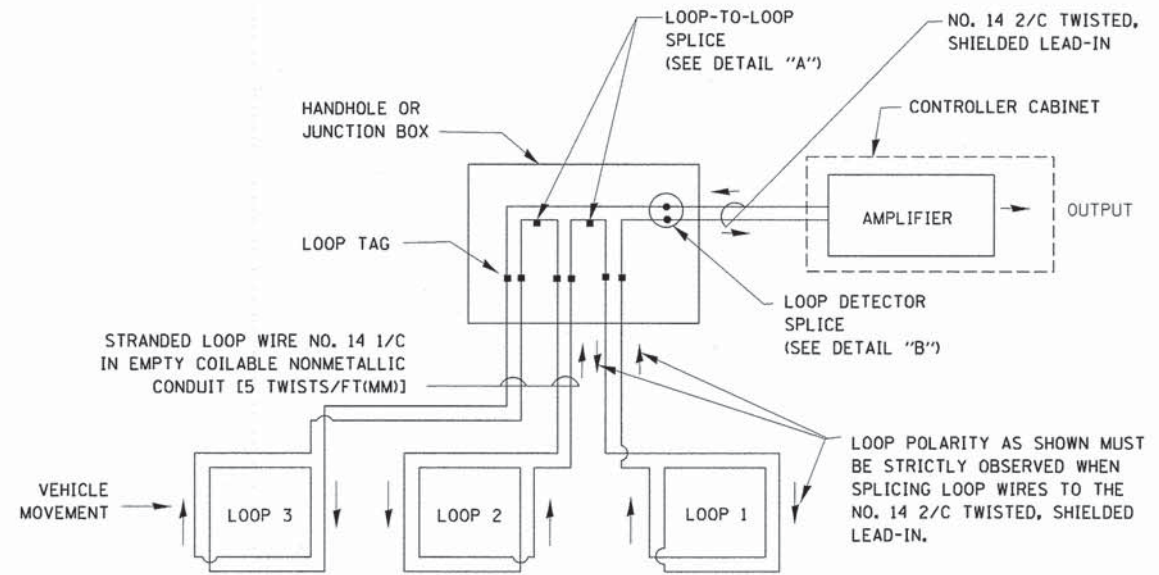 LOOP-TO-LOOP
SPLICE
(SEE DETAIL "A")
NO. 14 2/C TWISTED,
SHIELDED LEAD-IN
HANDHOLE OR
JUNCTION BOX
CONTROLLER CABINET
AMPLIFIER
OUTPUT
LOOP TAG
LOOP DETECTOR
SPLICE
(SEE DETAIL "B")
STRANDED LOOP WIRE NO. 14 1/C
IN EMPTY COILABLE NONMETALLIC
CONDUIT [5 TWISTS/FT(MM)]
LOOP POLARITY AS SHOWN MUST
BE STRICTLY OBSERVED WHEN
SPLICING LOOP WIRES TO THE
NO. 14 2/C TWISTED, SHIELDED
LEAD-IN.
VEHICLE
MOVEMENT
LOOP 3
LOOP 2
LOOP 1